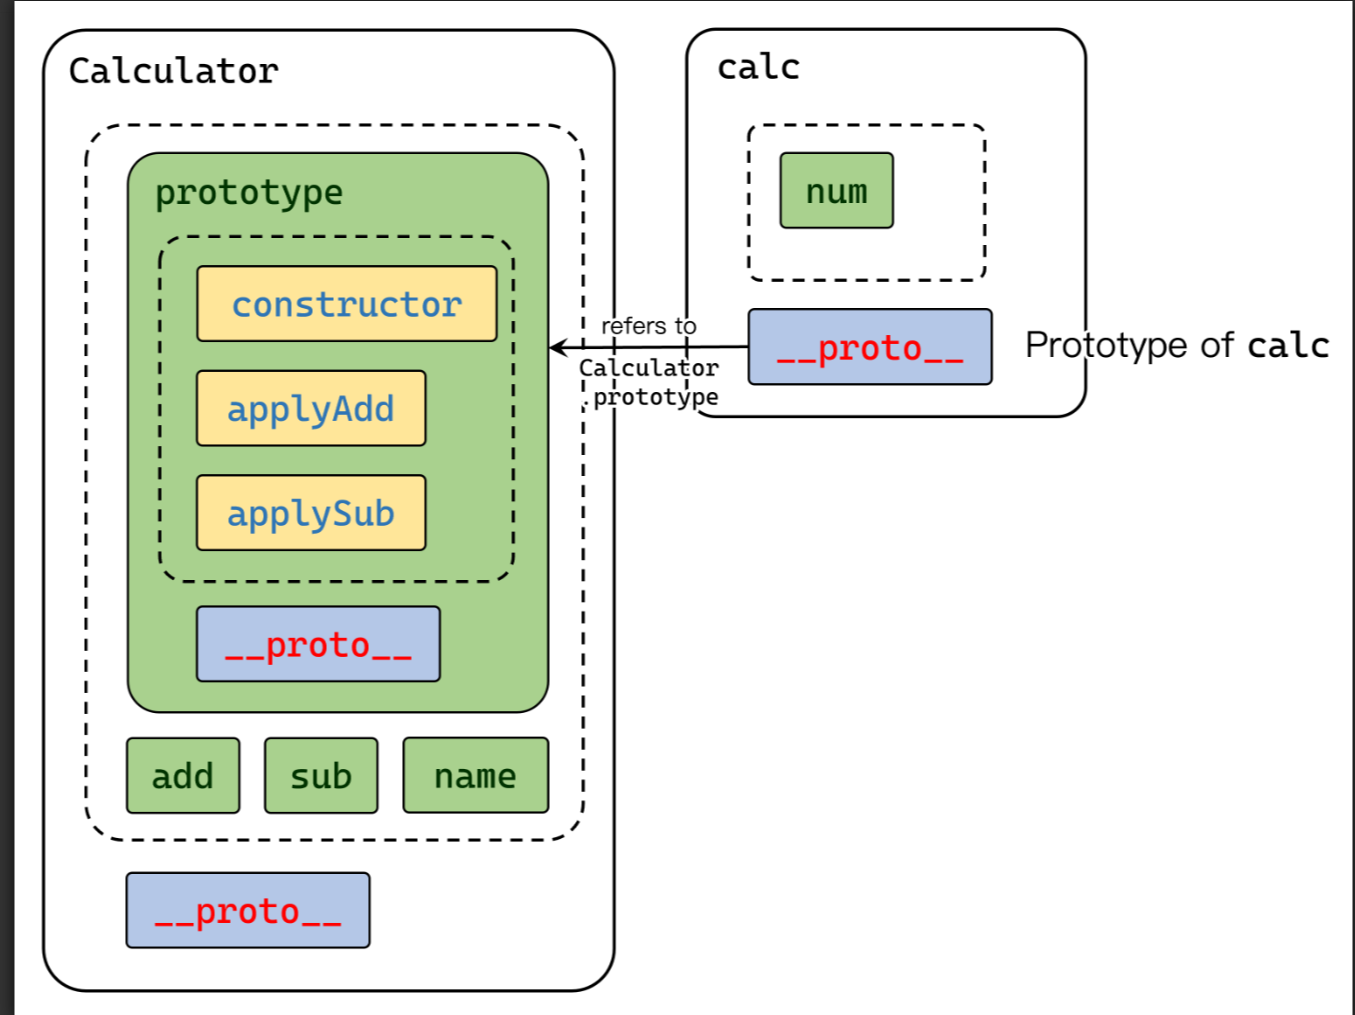 Calculator
prototype
constructor
applyAdd
applySub
__proto__
add
sub
name
__proto__
refers to
Calculator
.prototype
calc
num
__proto__
Prototype of calc